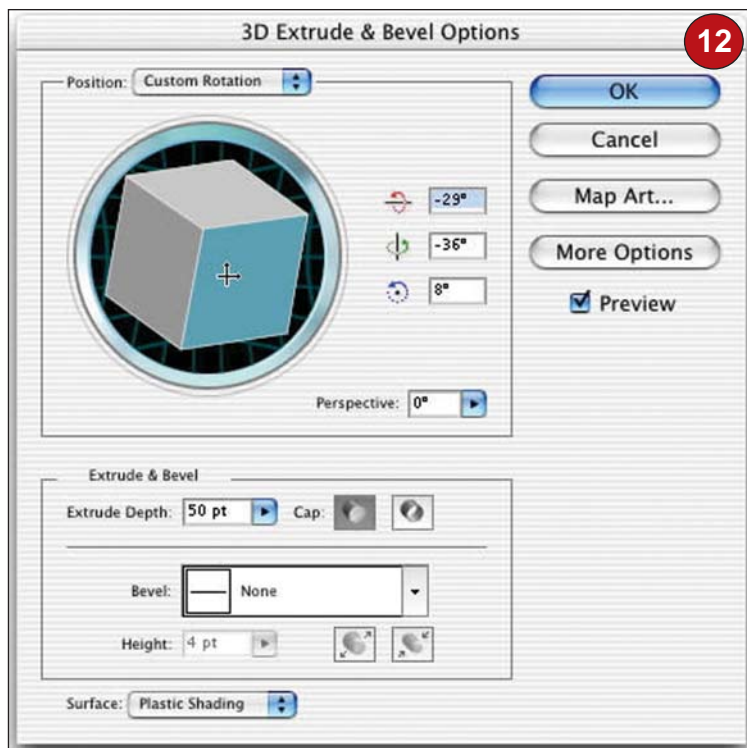 3D Extrude & Bevel Options
12
Position: Custom Rotation
OK
Cancel
Map Art...
More Options
Preview
-29°
-36°
8°
Perspective: 0°
Extrude & Bevel
Extrude Depth: 50 pt Cap:
Bevel: None
Height: 4 pt
Surface: Plastic Shading